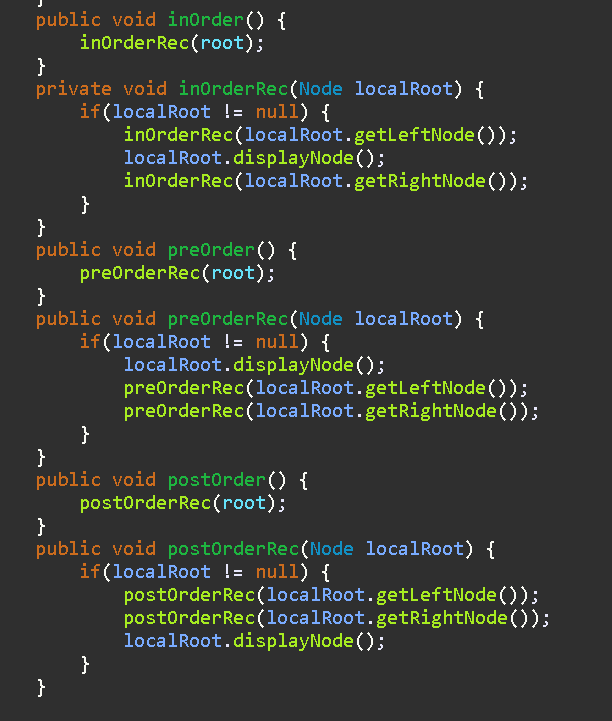 }
public void inOrder() {
    inOrderRec(root);
}
private void inOrderRec(Node localRoot) {
    if(localRoot != null) {
        inOrderRec(localRoot.getLeftNode());
        localRoot.displayNode();
        inOrderRec(localRoot.getRightNode());
    }
}
public void preOrder() {
    preOrderRec(root);
}
public void preOrderRec(Node localRoot) {
    if(localRoot != null) {
        localRoot.displayNode();
        preOrderRec(localRoot.getLeftNode());
        preOrderRec(localRoot.getRightNode());
    }
}
public void postOrder() {
    postOrderRec(root);
}
public void postOrderRec(Node localRoot) {
    if(localRoot != null) {
        postOrderRec(localRoot.getLeftNode());
        postOrderRec(localRoot.getRightNode());
        localRoot.displayNode();
    }
}